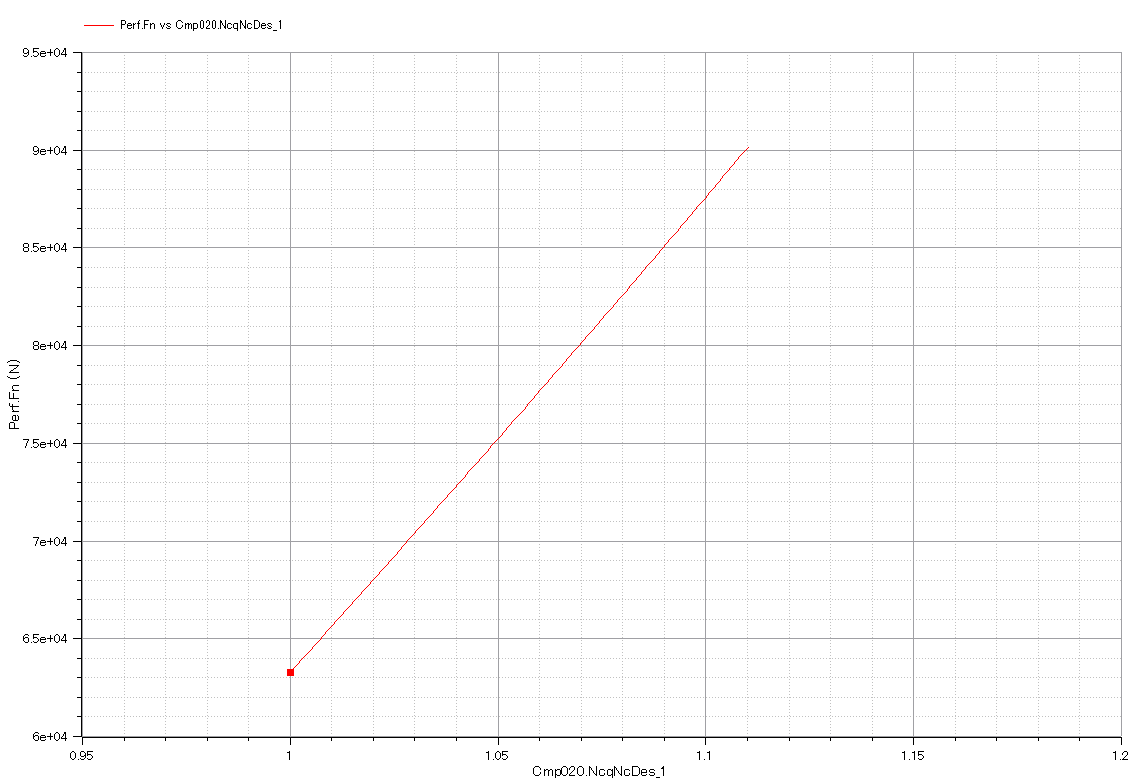 Perf.Fn vs Cmp020.NcqNcDes_1
9.5e+04
9e+04
8.5e+04
8e+04
7.5e+04
7e+04
6.5e+04
6e+04
Perf.Fn (N)
0.95 1 1.05 1.1 1.15 1.2
Cmp020.NcqNcDes_1